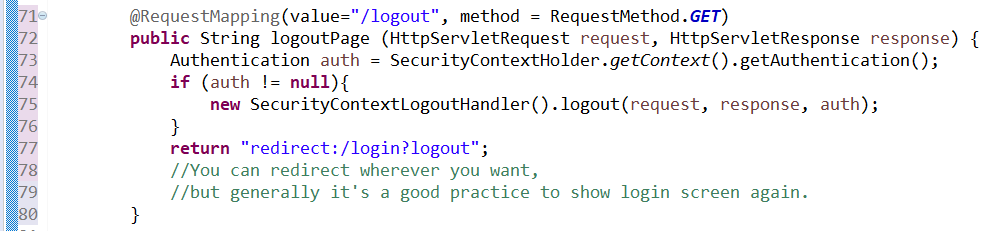 71 @RequestMapping(value="/logout", method = RequestMethod.GET)
72 public String logoutPage (HttpServletRequest request, HttpServletResponse response) {
73 Authentication auth = SecurityContextHolder.getContext().getAuthentication();
74 if (auth != null){
75 new SecurityContextLogoutHandler().logout(request, response, auth);
76 }
77 return "redirect:/login?logout";
78 //You can redirect wherever you want,
79 //but generally it's a good practice to show login screen again.
80 }